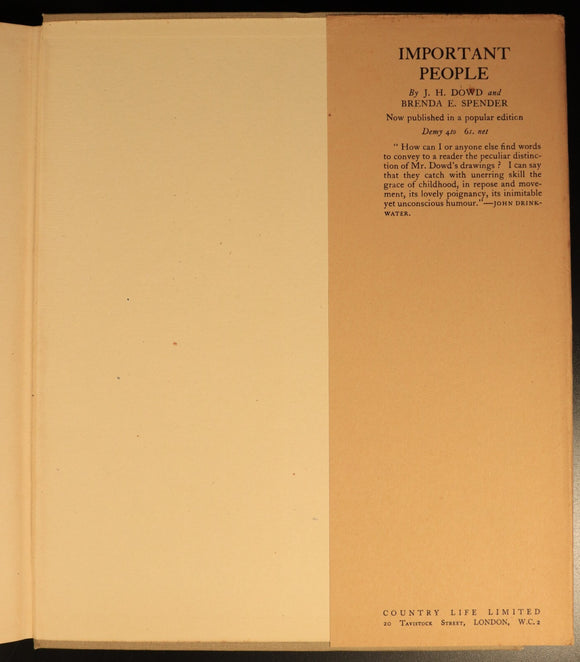 IMPORTANT
PEOPLE
By J. H. DOWD and
BRENDA E. SPENDER
Now published in a popular edition
Demy 4to 6s. net
" How can I or anyone else find words
to convey to a reader the peculiar distinc-
tion of Mr. Dowd's drawings ? I can say
that they catch with unerring skill the
grace of childhood, in repose and move-
ment, its lovely poignancy, its inimitable
yet unconscious humour."—JOHN DRINK-
WATER.
COUNTRY LIFE LIMITED
20 TAVISTOCK STREET, LONDON, W.C.2